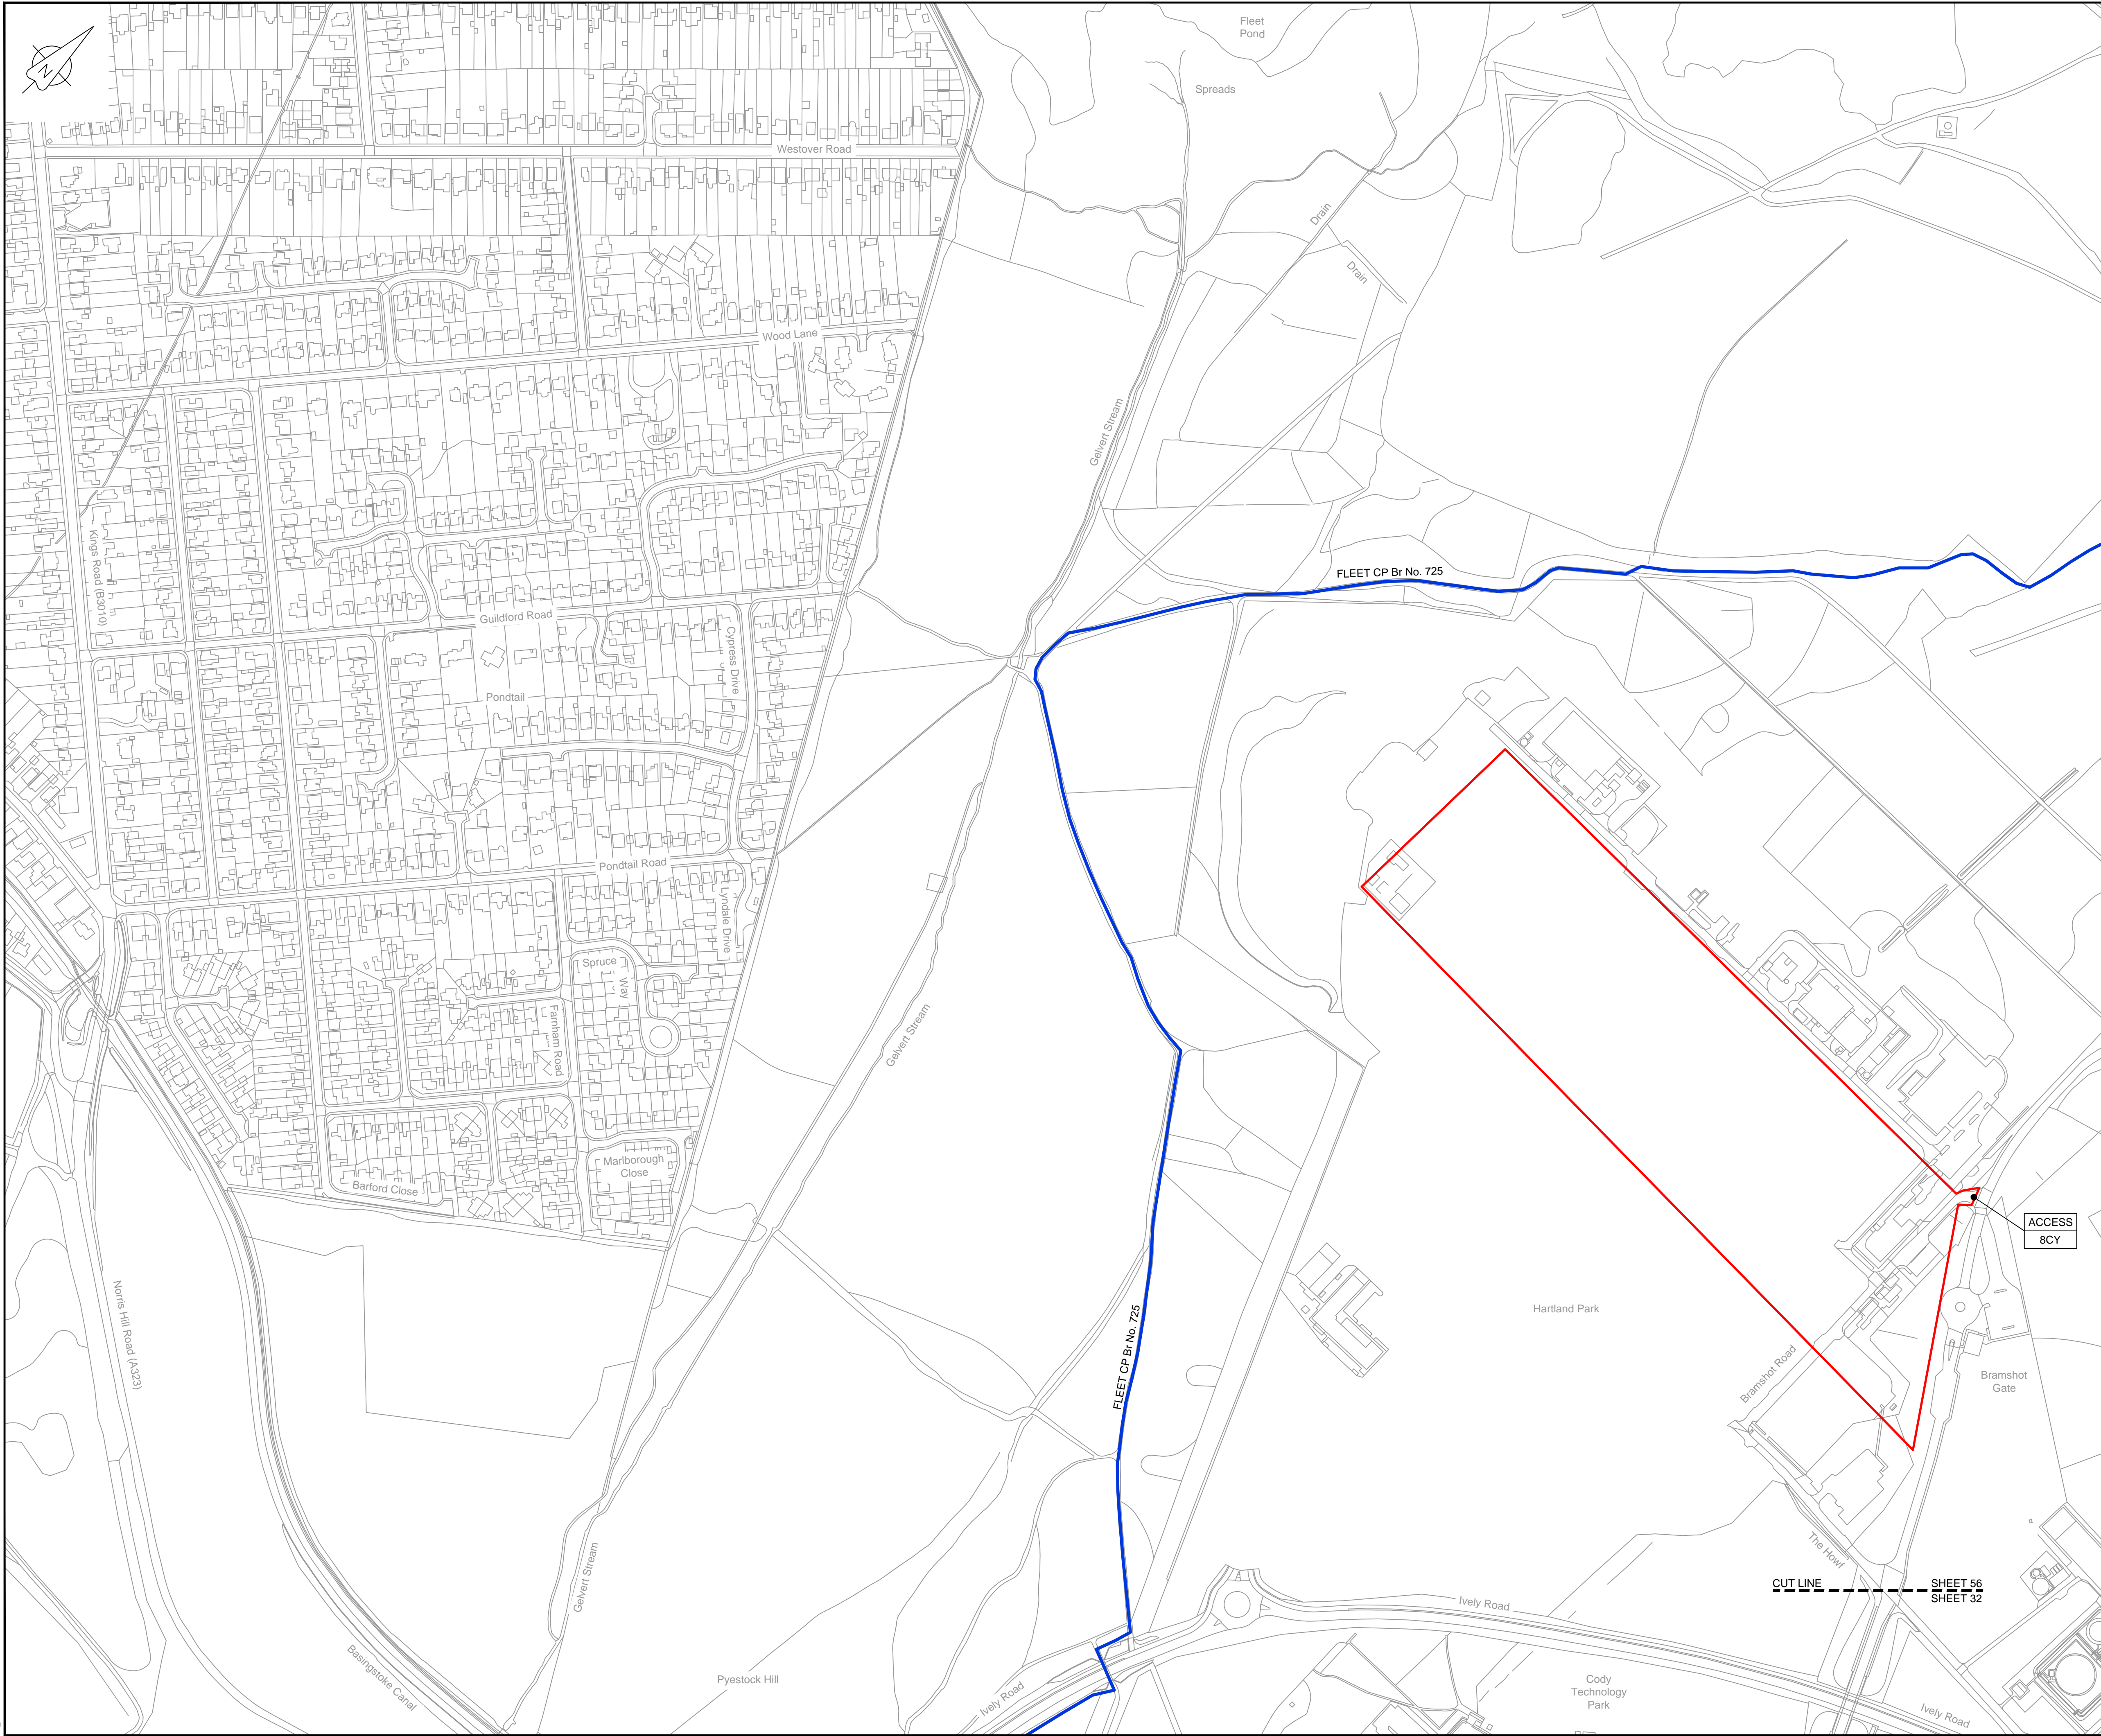 Fleet
Pond
Spreads
Westover Road
Drain
Drain
Wood Lane
Gelvert Stream
Kings Road (B3010)
FLEET CP Br No. 725
Guildford Road
Cypress Drive
Pondtail
Pondtail Road
Lyndale Drive
Spruce
Way
Farnham Road
Gelvert Stream
Marlborough
Close
Barford Close
ACCESS
8CY
Hartland Park
Norris Hill Road (A323)
FLEET CP Br No. 725
Bramshot Road
Bramshot
Gate
The Howf
Gelvert Stream
CUT LINE
SHEET 56
SHEET 32
Ively Road
Basingstoke Canal
Pyestock Hill
Ively Road
Cody
Technology
Park
Ively Road
N